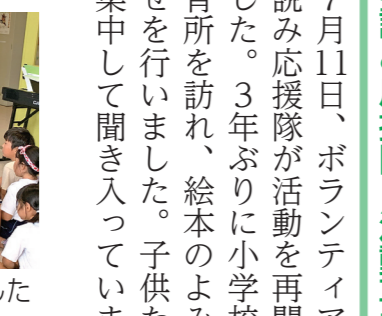 ７月11日、ボランティア
読み応援隊が活動を再開
した。３年ぶりに小学校
育所を訪れ、絵本のよみ
せを行いました。子供た
集中して聞き入っていま
した